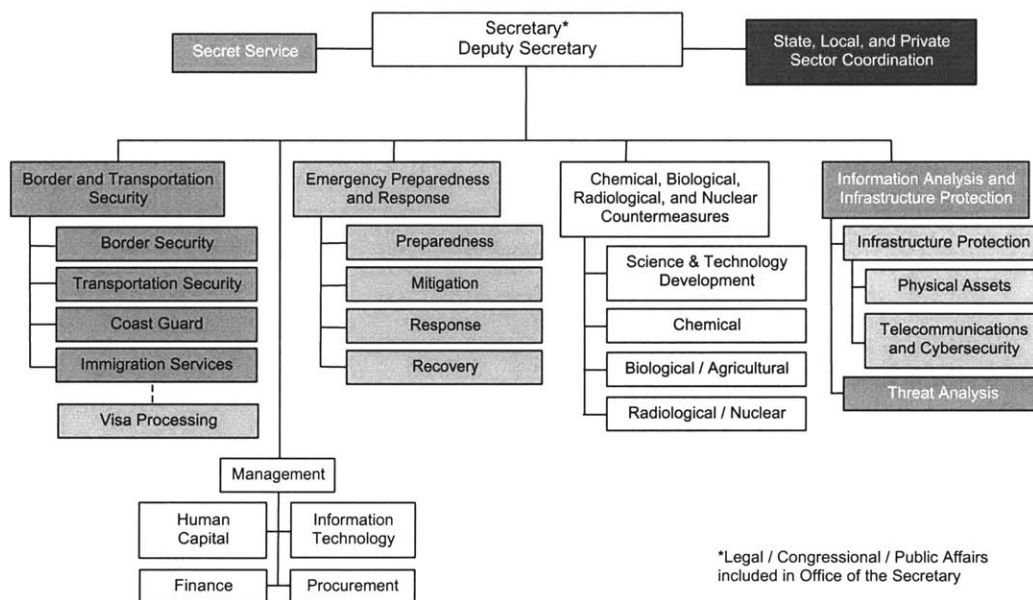 Secret Service
Secretary*
Deputy Secretary
State, Local, and Private
Sector Coordination
Border and Transportation
Security
Border Security
Transportation Security
Coast Guard
Immigration Services
Visa Processing
Emergency Preparedness
and Response
Preparedness
Mitigation
Response
Recovery
Chemical, Biological,
Radiological, and Nuclear
Countermeasures
Science & Technology
Development
Chemical
Biological / Agricultural
Radiological / Nuclear
Information Analysis and
Infrastructure Protection
Infrastructure Protection
Physical Assets
Telecommunications
and Cybersecurity
Threat Analysis
Management
Human
Capital
Information
Technology
Finance
Procurement
*Legal / Congressional / Public Affairs
included in Office of the Secretary